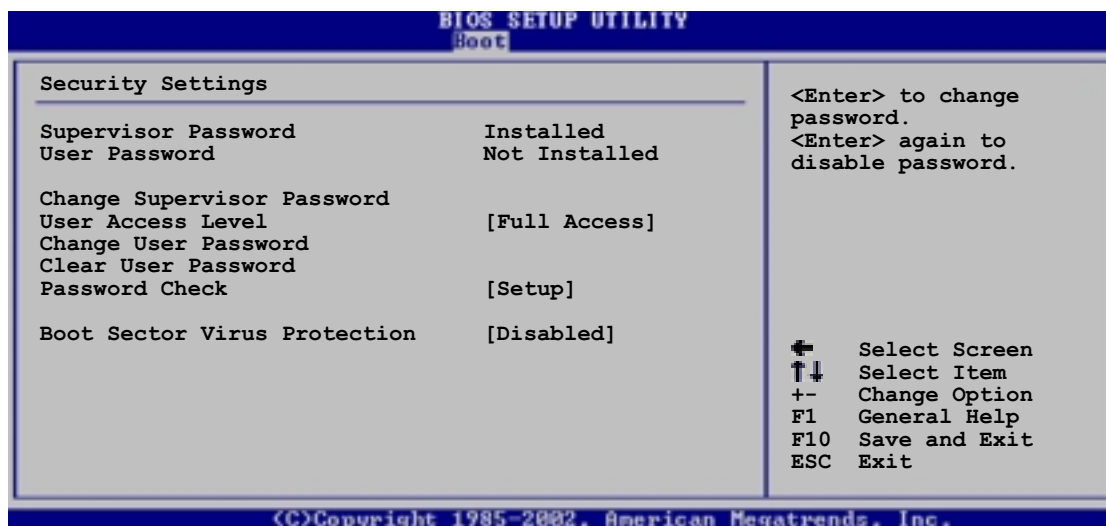 BIOS SETUP UTILITY
Boot
Security Settings
Supervisor Password Installed
User Password Not Installed
Change Supervisor Password
User Access Level [Full Access]
Change User Password
Clear User Password
Password Check [Setup]
Boot Sector Virus Protection [Disabled]
<Enter> to change
password.
<Enter> again to
disable password.
← Select Screen
↑↓ Select Item
+- Change Option
F1 General Help
F10 Save and Exit
ESC Exit
(C)Copyright 1985-2002, American Megatrends, Inc.